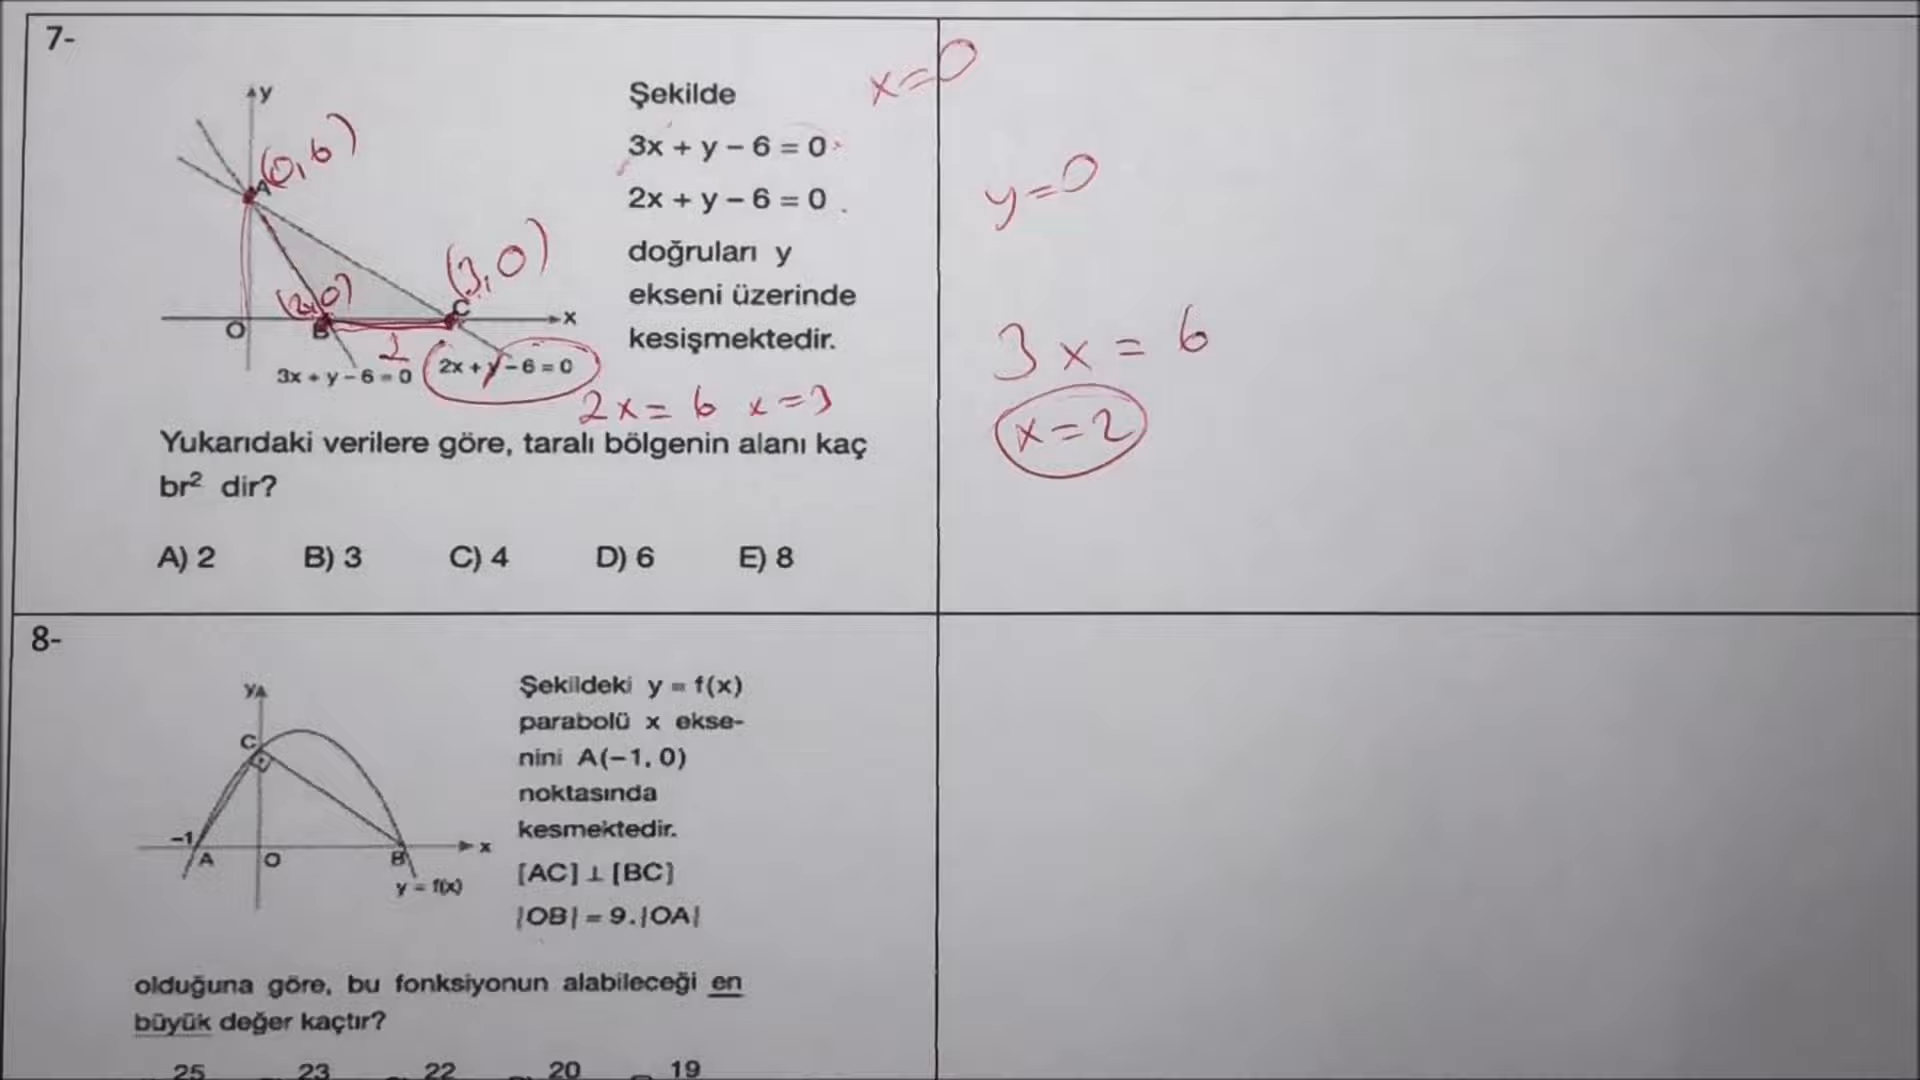 7-
y
(0,6)
A
(2,0)
(3,0)
C
O
B
x
1
3x + y - 6 = 0
2x + y - 6 = 0
2x = 6 x = 3
Şekilde
3x + y - 6 = 0
2x + y - 6 = 0
doğruları y
ekseni üzerinde
kesişmektedir.
Yukarıdaki verilere göre, taralı bölgenin alanı kaç
br² dir?
A) 2 B) 3 C) 4 D) 6 E) 8
x=0
y=0
3x = 6
x=2
8-
y
C
-1
A
O
B
x
y = f(x)
Şekildeki y = f(x)
parabolü x ekse-
nini A(-1, 0)
noktasında
kesmektedir.
[AC] ⊥ [BC]
|OB| = 9.|OA|
olduğuna göre, bu fonksiyonun alabileceği en
büyük değer kaçtır?
25 23 22 20 19